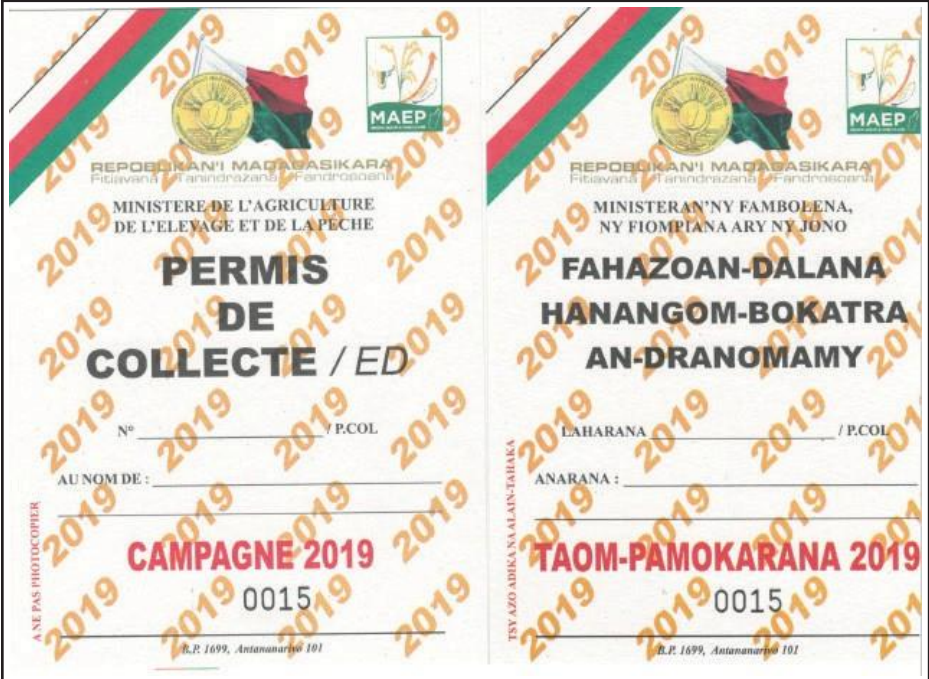 MAEP
REPOBLIKAN'I MADAGASIKARA
Fitiavana Tanindrazana Fandrosoana
MINISTERE DE L'AGRICULTURE
DE L'ELEVAGE ET DE LA PECHE
PERMIS
DE
COLLECTE / ED
N° / P.COL
AU NOM DE :
A NE PAS PHOTOCOPIER
CAMPAGNE 2019
0015
B.P. 1699, Antananarivo 101
MAEP
REPOBLIKAN'I MADAGASIKARA
Fitiavana Tanindrazana Fandrosoana
MINISTERAN'NY FAMBOLENA,
NY FIOMPIANA ARY NY JONO
FAHAZOAN-DALANA
HANANGOM-BOKATRA
AN-DRANOMAMY
LAHARANA / P.COL
ANARANA :
TSY AZO ADIKA NA ALAIN-TAHAKA
TAOM-PAMOKARANA 2019
0015
B.P. 1699, Antananarivo 101
2019